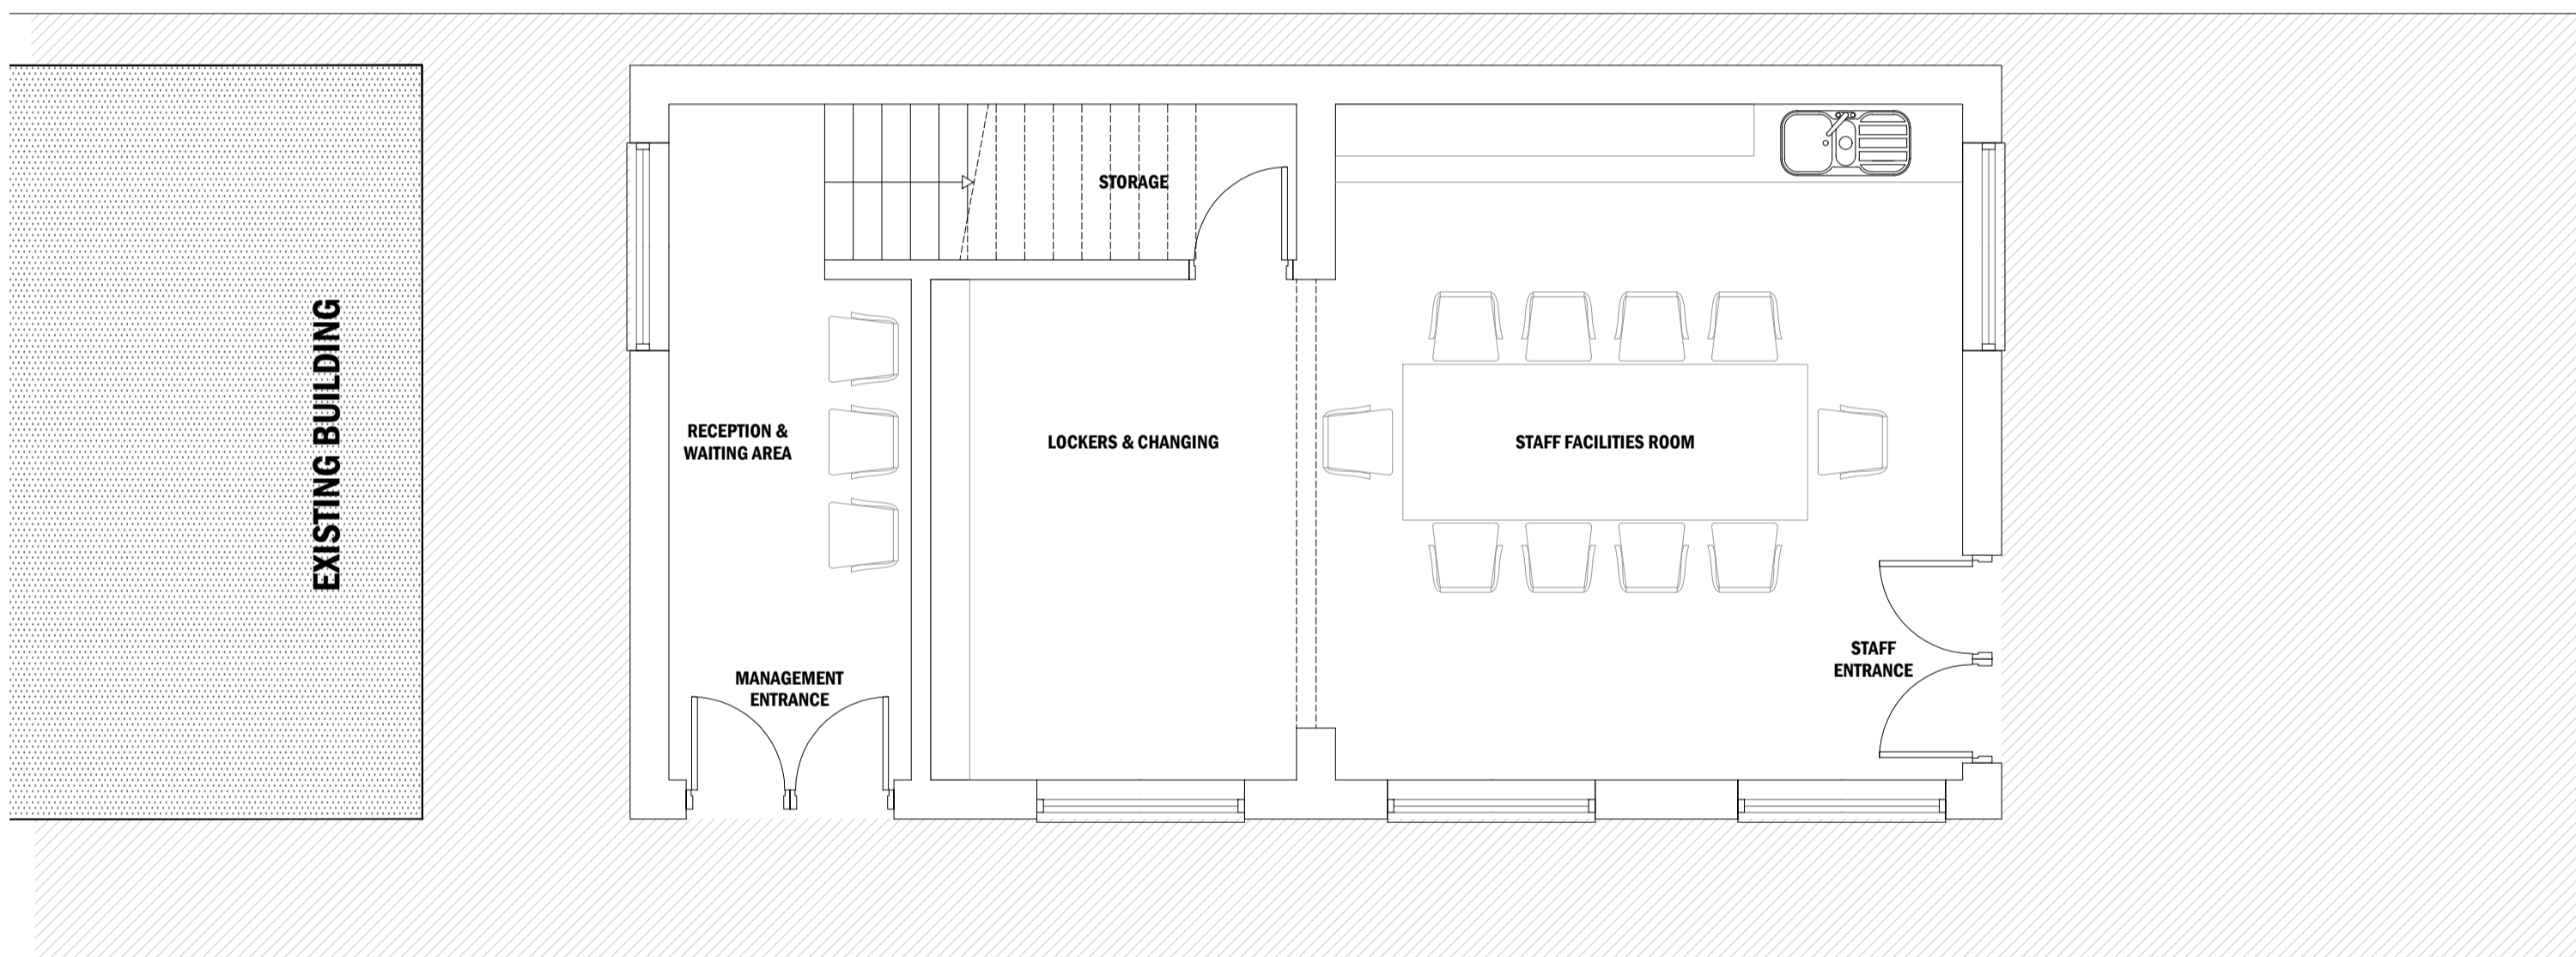 EXISTING BUILDING
STORAGE
RECEPTION &
WAITING AREA
LOCKERS & CHANGING
STAFF FACILITIES ROOM
MANAGEMENT
ENTRANCE
STAFF
ENTRANCE